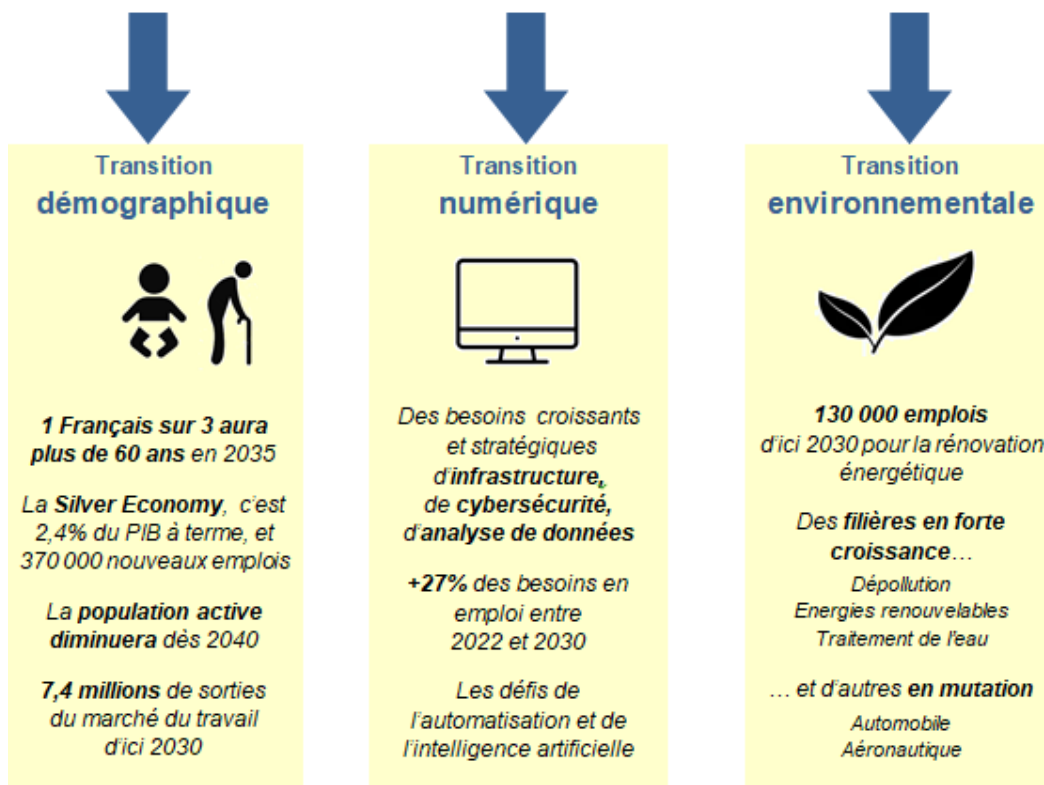 Transition
démographique
1 Français sur 3 aura
plus de 60 ans en 2035
La Silver Economy, c'est
2,4% du PIB à terme, et
370 000 nouveaux emplois
La population active
diminuera dès 2040
7,4 millions de sorties
du marché du travail
d'ici 2030
Transition
numérique
Des besoins croissants
et stratégiques
d'infrastructure,
de cybersécurité,
d'analyse de données
+27% des besoins en
emploi entre
2022 et 2030
Les défis de
l'automatisation et de
l'intelligence artificielle
Transition
environnementale
130 000 emplois
d'ici 2030 pour la rénovation
énergétique
Des filières en forte
croissance…
Dépollution
Energies renouvelables
Traitement de l'eau
… et d'autres en mutation
Automobile
Aéronautique